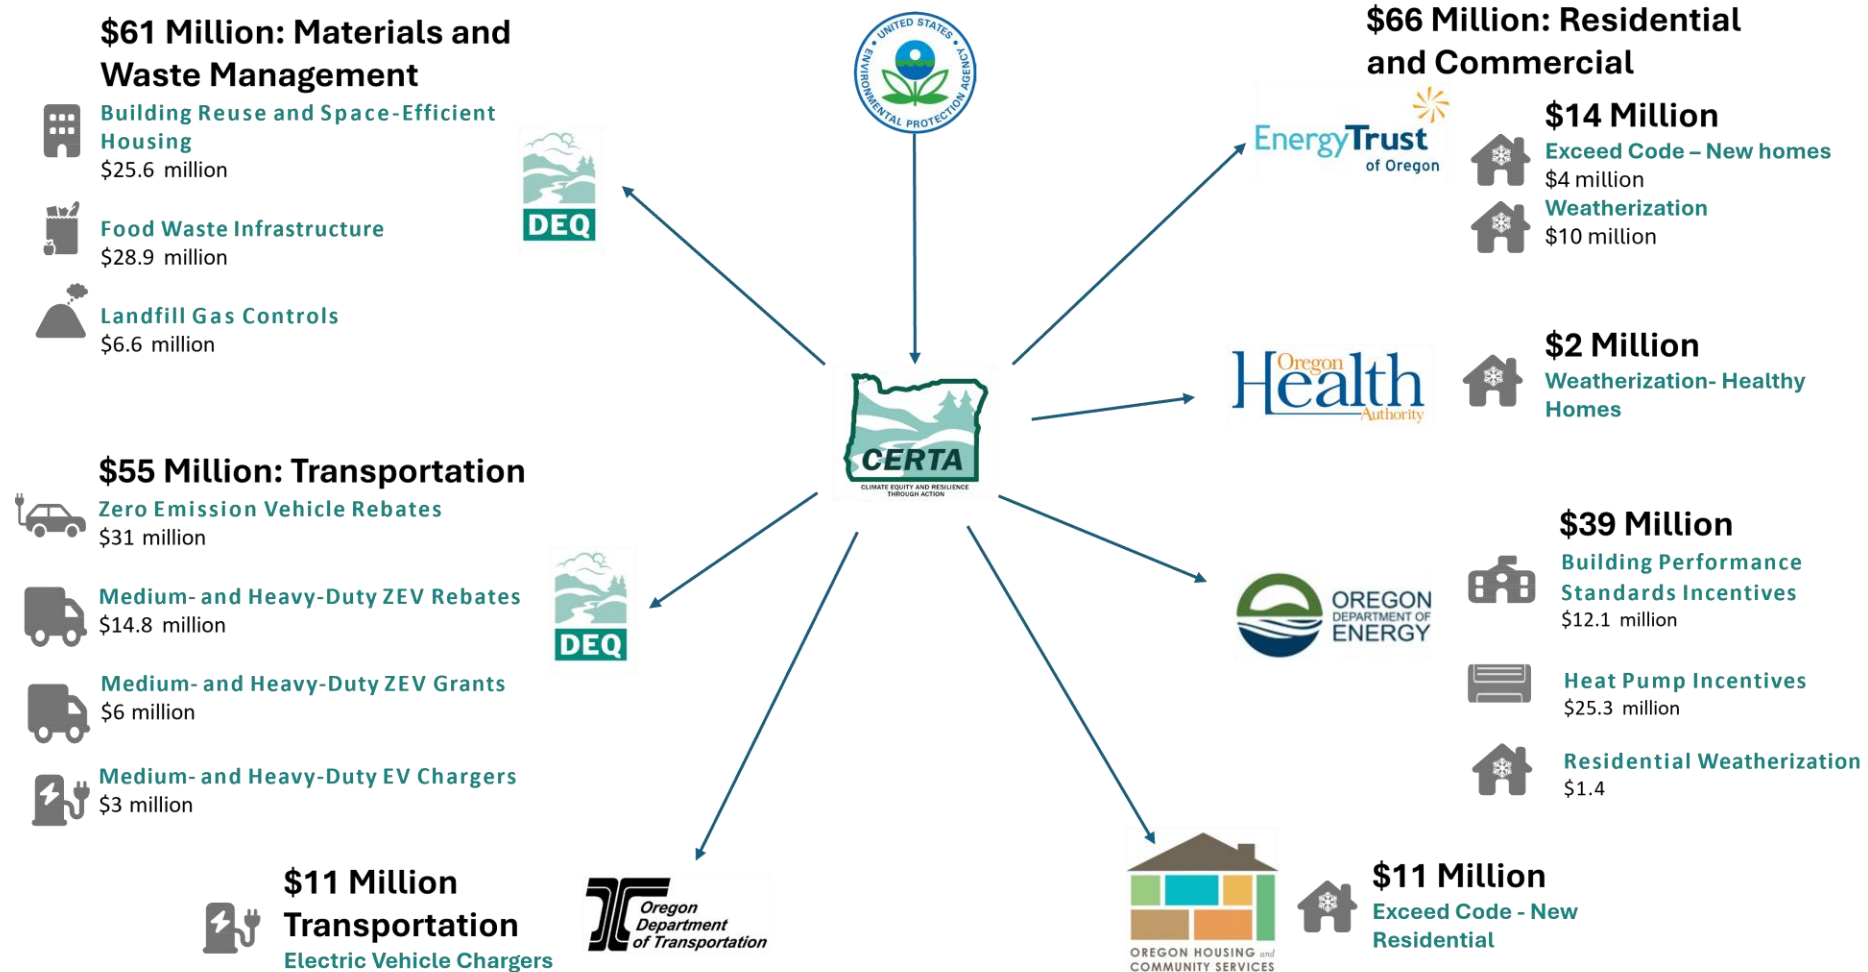 $61 Million: Materials and
Waste Management
Building Reuse and Space-Efficient
Housing
$25.6 million
Food Waste Infrastructure
$28.9 million
Landfill Gas Controls
$6.6 million
DEQ
UNITED STATES
ENVIRONMENTAL PROTECTION AGENCY
$66 Million: Residential
and Commercial
EnergyTrust
of Oregon
$14 Million
Exceed Code – New homes
$4 million
Weatherization
$10 million
Oregon
Health
Authority
$2 Million
Weatherization- Healthy
Homes
CERTA
CLIMATE EQUITY AND RESILIENCE
THROUGH ACTION
$55 Million: Transportation
Zero Emission Vehicle Rebates
$31 million
Medium- and Heavy-Duty ZEV Rebates
$14.8 million
Medium- and Heavy-Duty ZEV Grants
$6 million
Medium- and Heavy-Duty EV Chargers
$3 million
DEQ
OREGON
DEPARTMENT OF
ENERGY
$39 Million
Building Performance
Standards Incentives
$12.1 million
Heat Pump Incentives
$25.3 million
Residential Weatherization
$1.4
$11 Million
Transportation
Electric Vehicle Chargers
Oregon
Department
of Transportation
OREGON HOUSING and
COMMUNITY SERVICES
$11 Million
Exceed Code - New
Residential